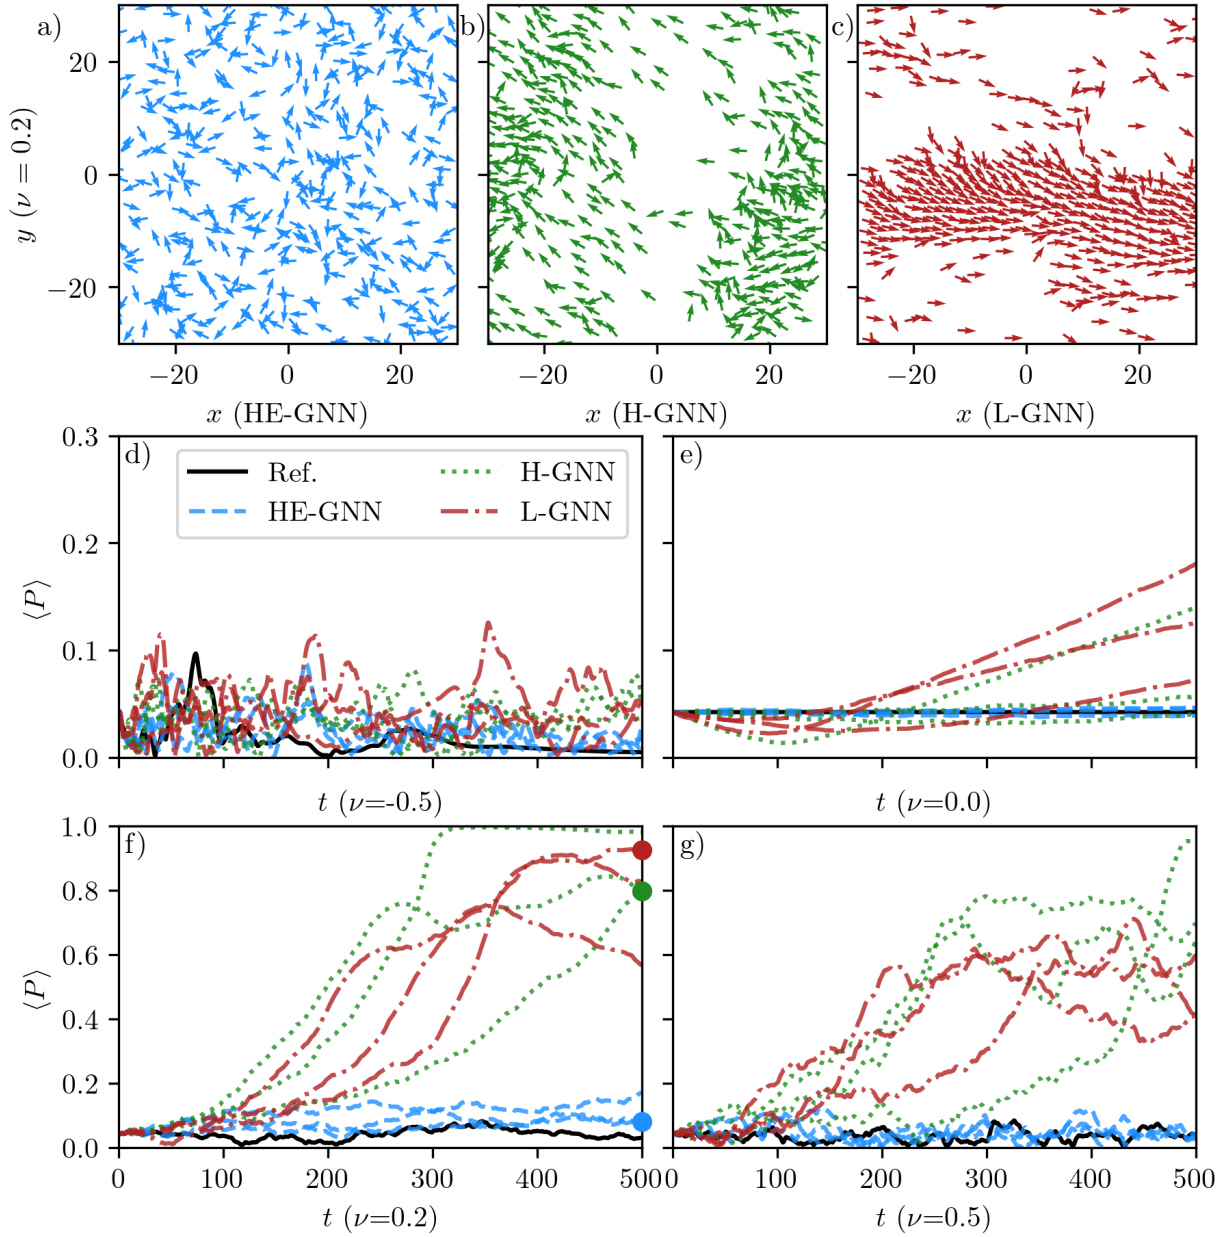 a) b) c)
20
0
−20
y (ν = 0.2)
−20 0 20 −20 0 20 −20 0 20
x (HE-GNN) x (H-GNN) x (L-GNN)
d) e)
Ref. H-GNN
HE-GNN L-GNN
0.3
0.2
0.1
0.0
⟨P⟩
t (ν=-0.5) t (ν=0.0)
f) g)
1.0
0.8
0.6
0.4
0.2
0.0
⟨P⟩
0 100 200 300 400 500 100 200 300 400 500
t (ν=0.2) t (ν=0.5)